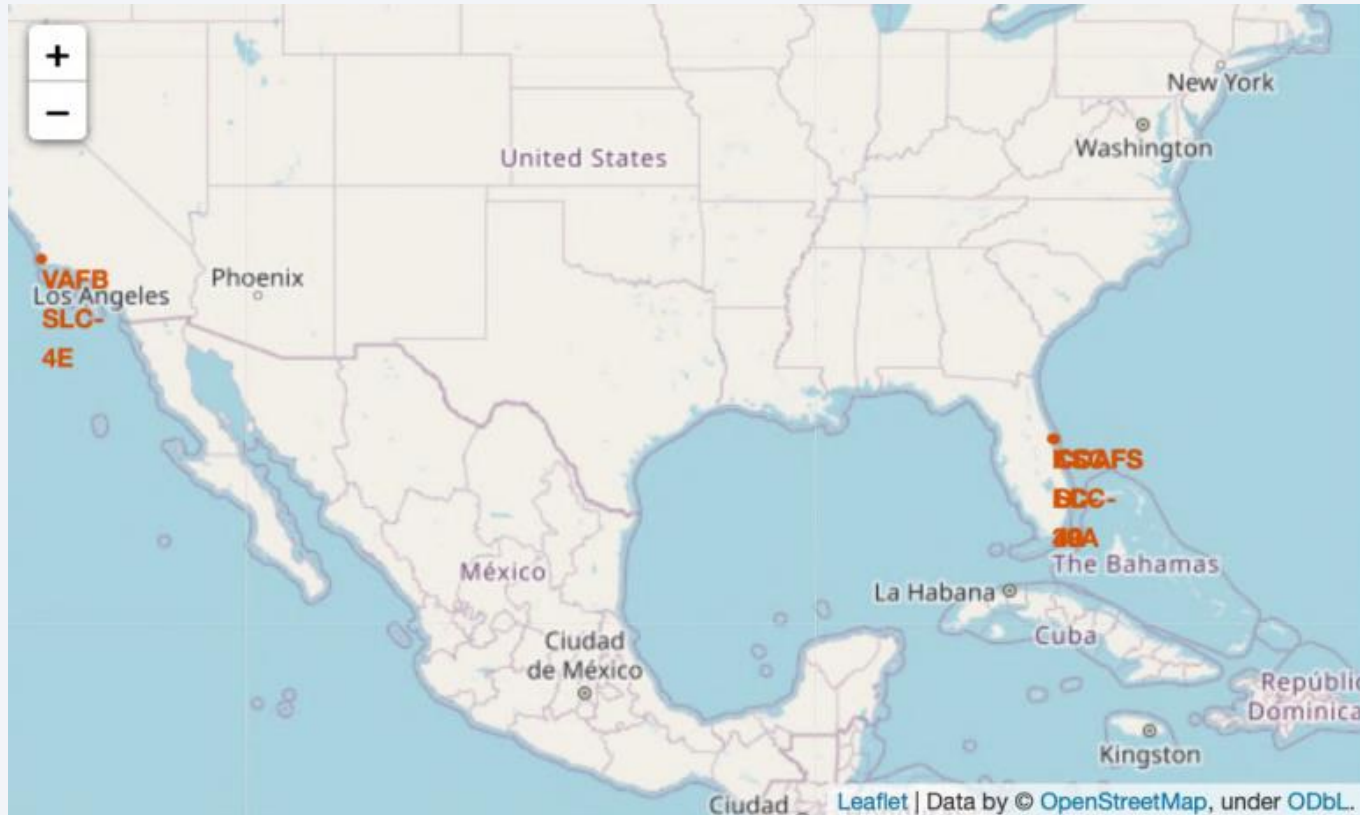 +
New York
−
Washington
United States
Phoenix
VAFB
Los Angeles
SLC-
4E
México
The Bahamas
La Habana
Cuba
Ciudad
de México
Repúblic
Dominica
Kingston
Ciudad
Leaflet | Data by © OpenStreetMap, under ODbL.